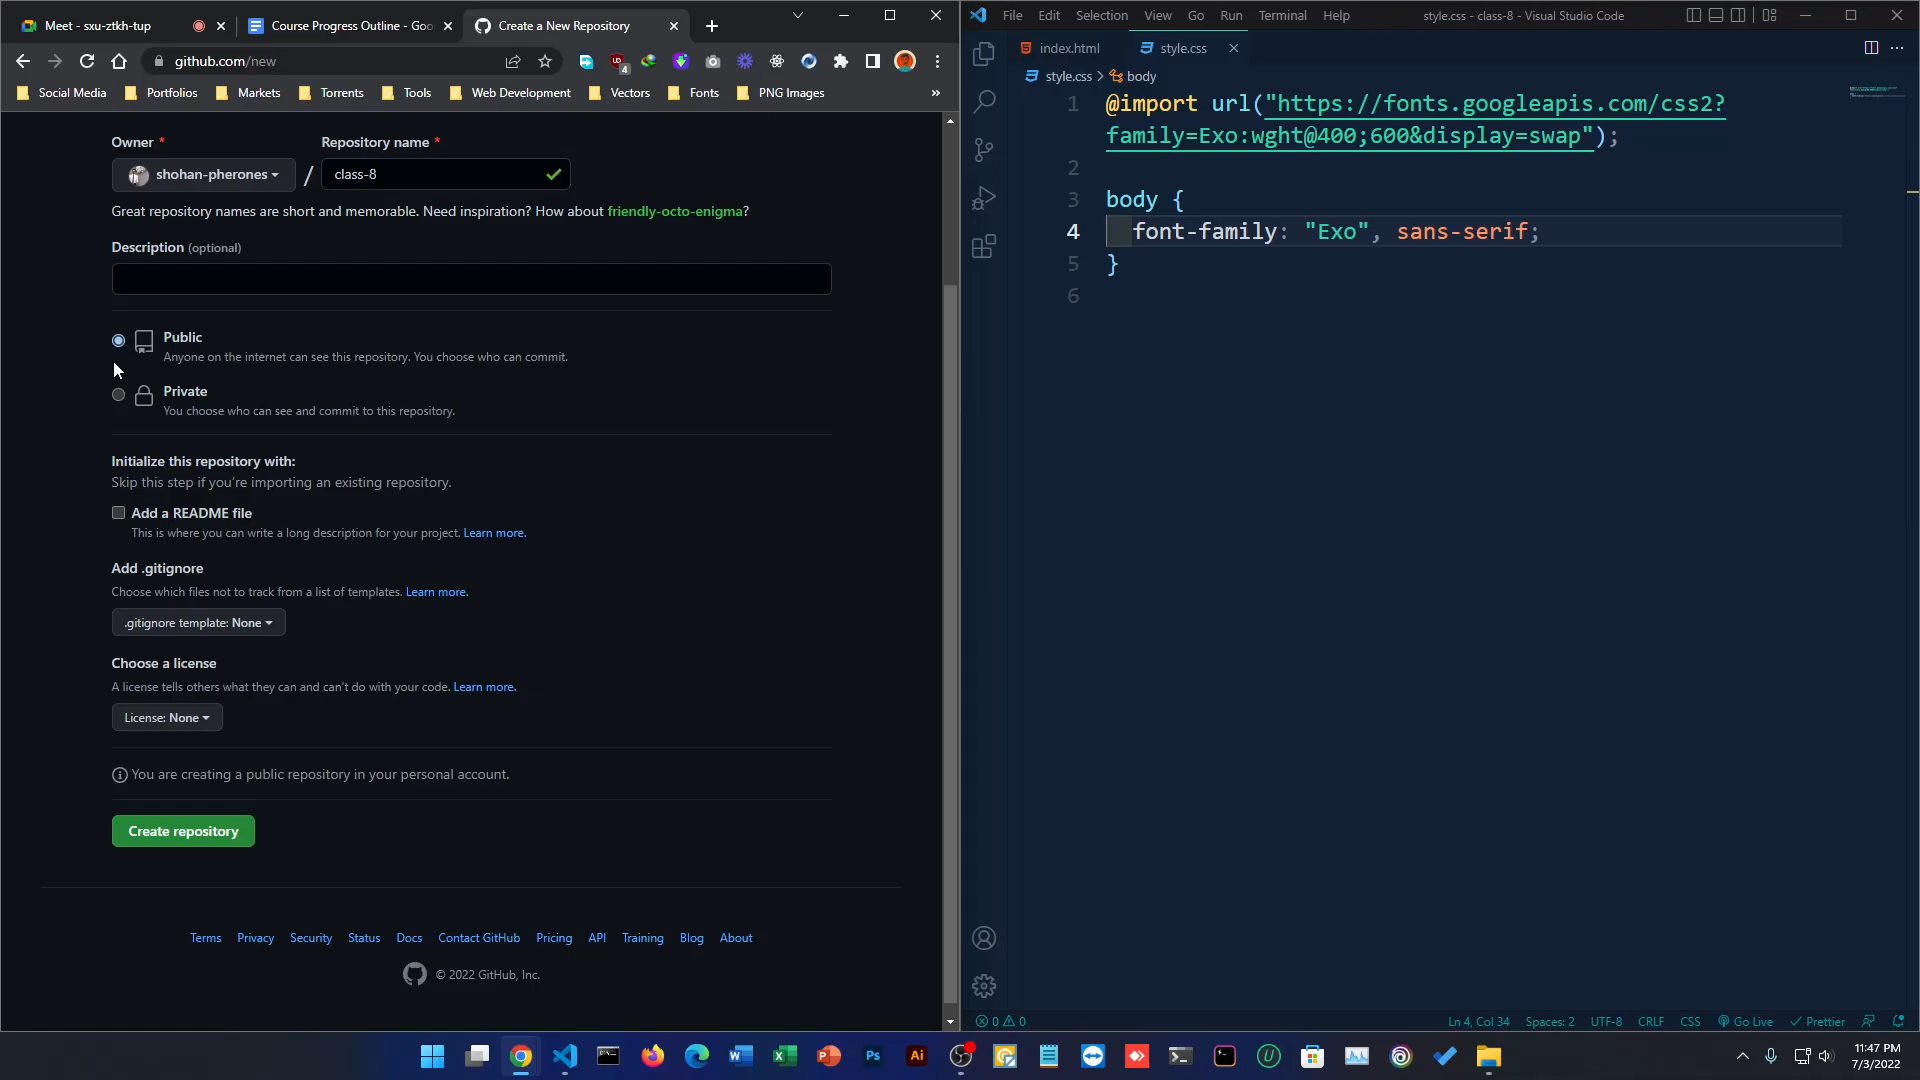 Meet - sxu-ztkh-tup
Course Progress Outline - Goo
Create a New Repository
github.com/new
4
Social Media
Portfolios
Markets
Torrents
Tools
Web Development
Vectors
Fonts
PNG Images
»
Owner *
Repository name *
shohan-pherones
/
class-8
Great repository names are short and memorable. Need inspiration? How about friendly-octo-enigma?
Description (optional)
Public
Anyone on the internet can see this repository. You choose who can commit.
Private
You choose who can see and commit to this repository.
Initialize this repository with:
Skip this step if you're importing an existing repository.
Add a README file
This is where you can write a long description for your project. Learn more.
Add .gitignore
Choose which files not to track from a list of templates. Learn more.
.gitignore template: None
Choose a license
A license tells others what they can and can't do with your code. Learn more.
License: None
You are creating a public repository in your personal account.
Create repository
Terms Privacy Security Status Docs Contact GitHub Pricing API Training Blog About
© 2022 GitHub, Inc.
File Edit Selection View Go Run Terminal Help
style.css - class-8 - Visual Studio Code
index.html
style.css
style.css > body
1 @import url("https://fonts.googleapis.com/css2?
family=Exo:wght@400;600&display=swap");
2
3 body {
4 font-family: "Exo", sans-serif;
5 }
6
0 0
Ln 4, Col 34
Spaces: 2
UTF-8
CRLF
CSS
Go Live
Prettier
11:47 PM
7/3/2022